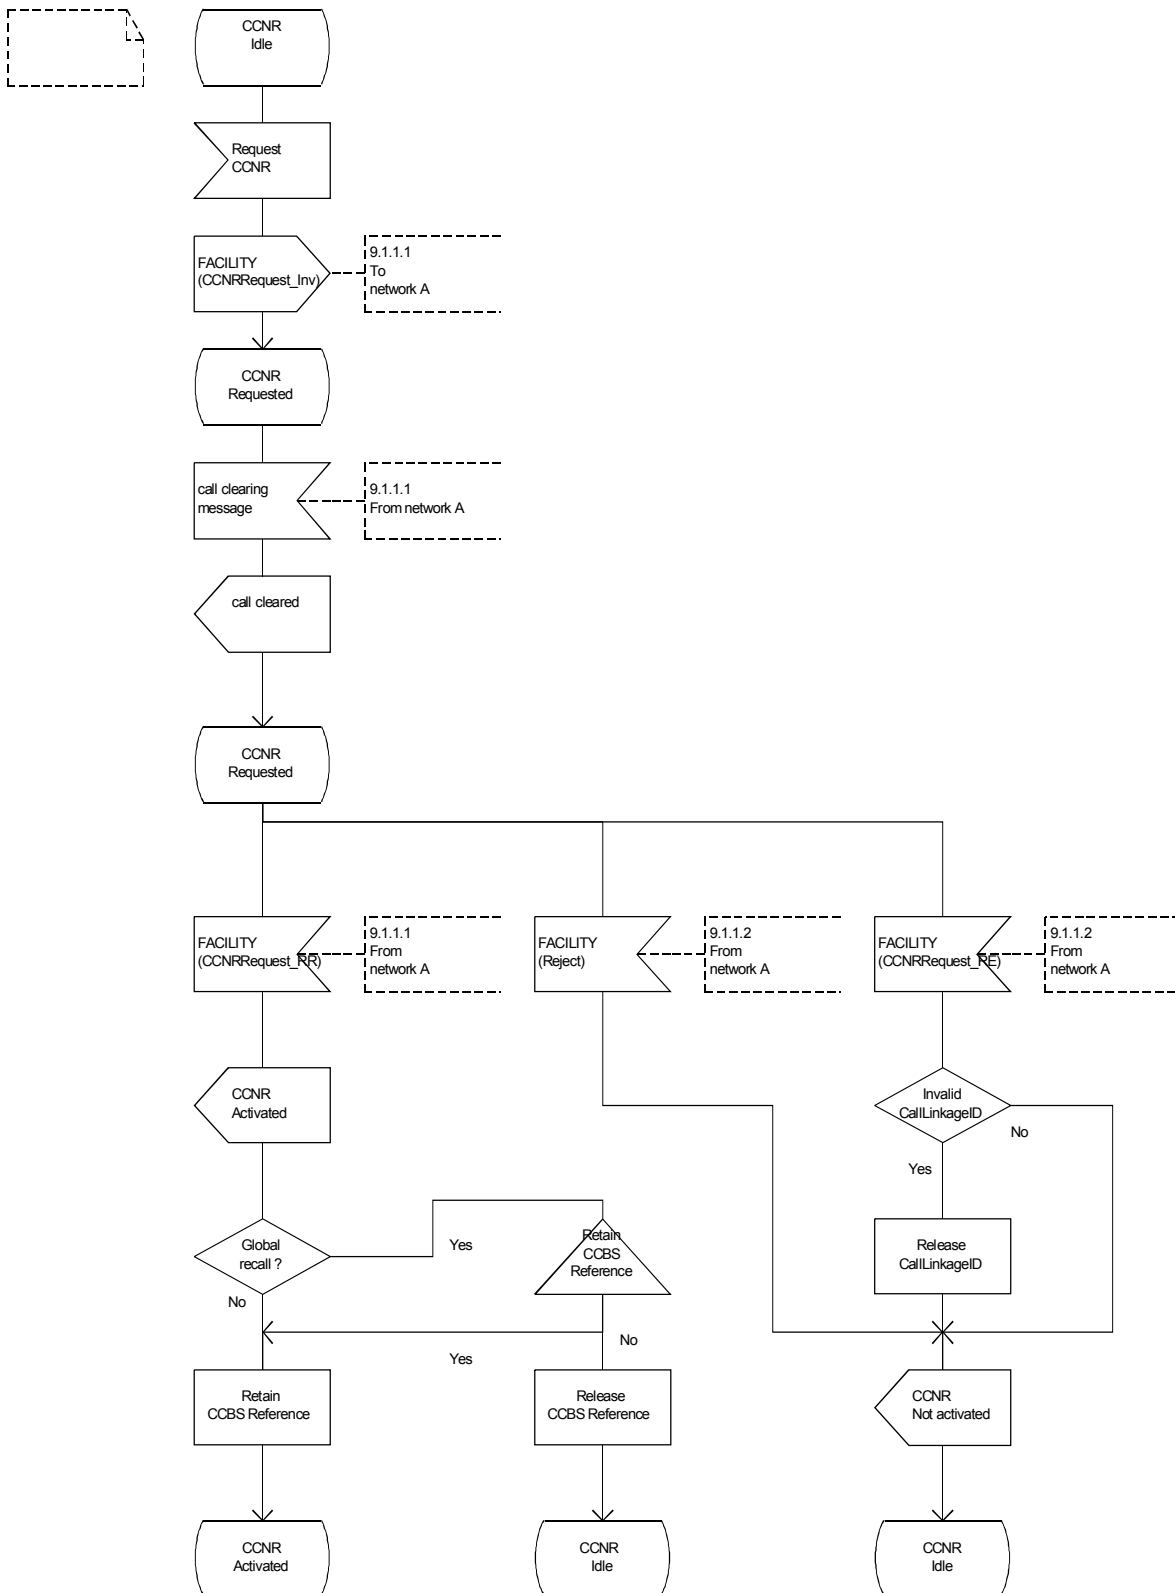 CCNR
Idle
Request
CCNR
FACILITY
(CCNRRequest_Inv)
9.1.1.1
To
network A
CCNR
Requested
call clearing
message
9.1.1.1
From network A
call cleared
CCNR
Requested
FACILITY
(CCNRRequest_RR)
9.1.1.1
From
network A
FACILITY
(Reject)
9.1.1.2
From
network A
FACILITY
(CCNRRequest_RE)
9.1.1.2
From
network A
CCNR
Activated
Invalid
CallLinkageID
No
Yes
Global
recall ?
Yes
No
Retain
CCBS
Reference
Release
CallLinkageID
Yes
No
Retain
CCBS Reference
Release
CCBS Reference
CCNR
Not activated
CCNR
Activated
CCNR
Idle
CCNR
Idle